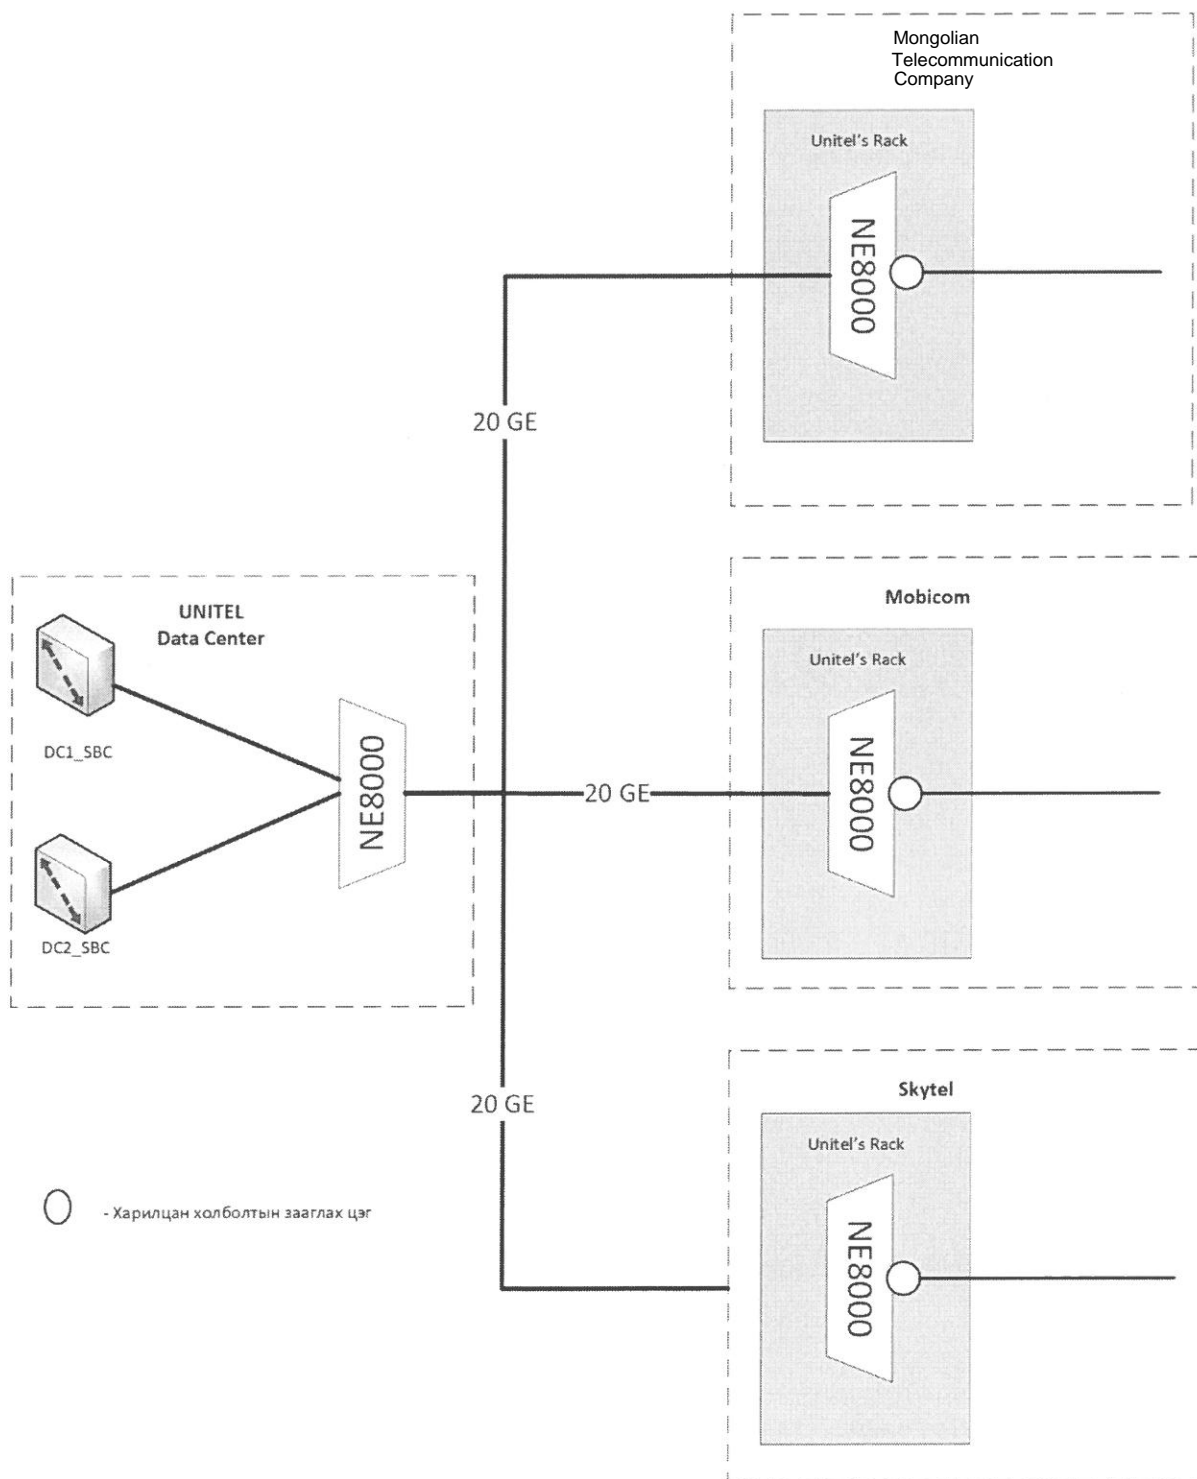 Mongolian
Telecommunication
Company
Unitel's Rack
NE8000
20 GE
UNITEL
Data Center
DC1_SBC
NE8000
DC2_SBC
20 GE
Mobicom
Unitel's Rack
NE8000
20 GE
Skytel
Unitel's Rack
NE8000
- Харилцан холболтын зааглах цэг